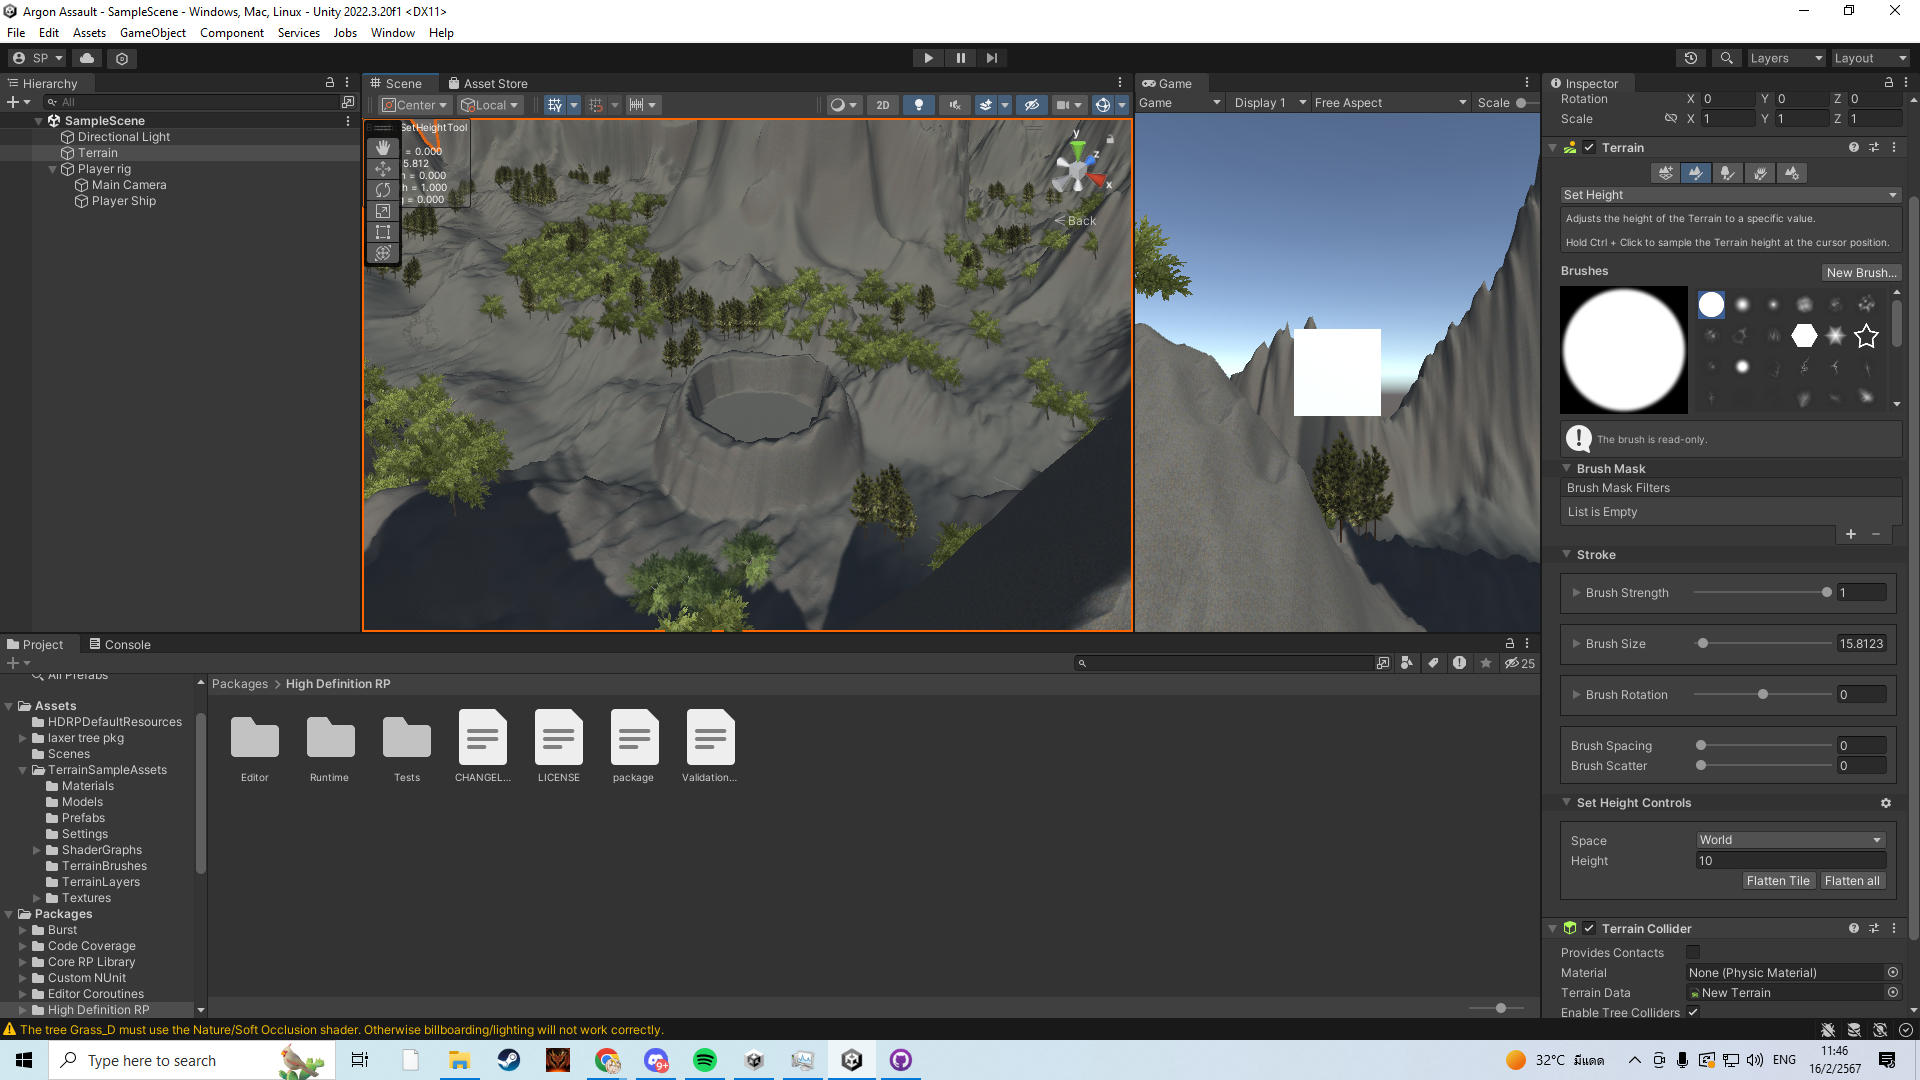 Argon Assault - SampleScene - Windows, Mac, Linux - Unity 2022.3.20f1 <DX11>
File Edit Assets GameObject Component Services Jobs Window Help
SP Layers Layout
Hierarchy
All
SampleScene
Directional Light
Terrain
Player rig
Main Camera
Player Ship
Scene Asset Store
Center Local 2D
SetHeightTool
= 0.000
5.812
= 0.000
= 1.000
= 0.000
y
z
x
Back
Game
Game Display 1 Free Aspect Scale
Inspector
Rotation X 0 Y 0 Z 0
Scale X 1 Y 1 Z 1
Terrain
Set Height
Adjusts the height of the Terrain to a specific value.
Hold Ctrl + Click to sample the Terrain height at the cursor position.
Brushes New Brush...
The brush is read-only.
Brush Mask
Brush Mask Filters
List is Empty
Stroke
Brush Strength 1
Brush Size 15.8123
Brush Rotation 0
Brush Spacing 0
Brush Scatter 0
Set Height Controls
Space World
Height 10
Flatten Tile Flatten all
Terrain Collider
Provides Contacts
Material None (Physic Material)
Terrain Data New Terrain
Enable Tree Colliders
Project Console
25
All Prefabs
Assets
HDRPDefaultResources
laxer tree pkg
Scenes
TerrainSampleAssets
Materials
Models
Prefabs
Settings
ShaderGraphs
TerrainBrushes
TerrainLayers
Textures
Packages
Burst
Code Coverage
Core RP Library
Custom NUnit
Editor Coroutines
High Definition RP
Packages > High Definition RP
Editor Runtime Tests CHANGEL... LICENSE package Validation...
The tree Grass_D must use the Nature/Soft Occlusion shader. Otherwise billboarding/lighting will not work correctly.
Type here to search
9+
32°C มีแดด
ENG
11:46
16/2/2567